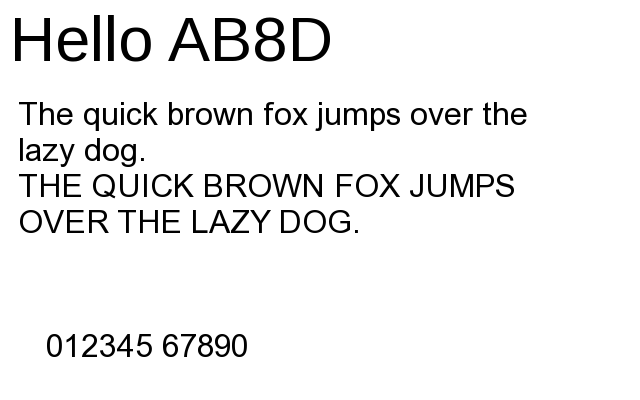 Hello AB8D
The quick brown fox jumps over the
lazy dog.
THE QUICK BROWN FOX JUMPS
OVER THE LAZY DOG.
012345 67890